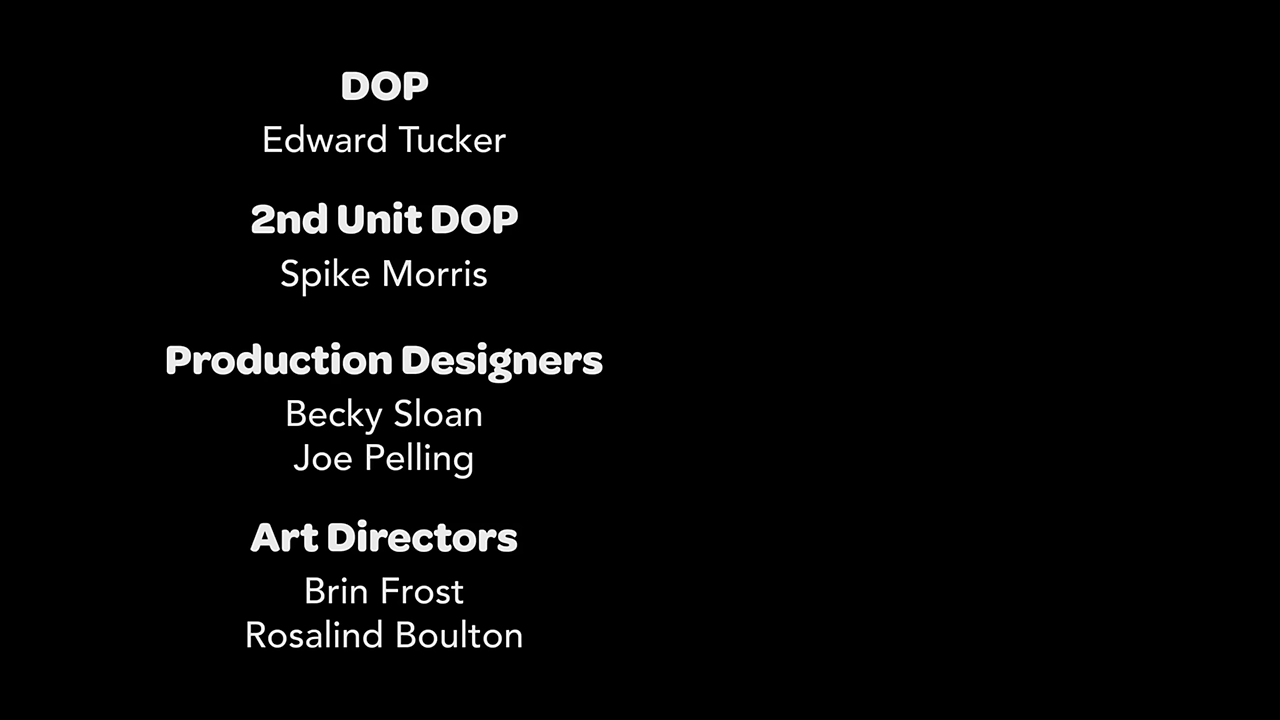 DOP
Edward Tucker
2nd Unit DOP
Spike Morris
Production Designers
Becky Sloan
Joe Pelling
Art Directors
Brin Frost
Rosalind Boulton